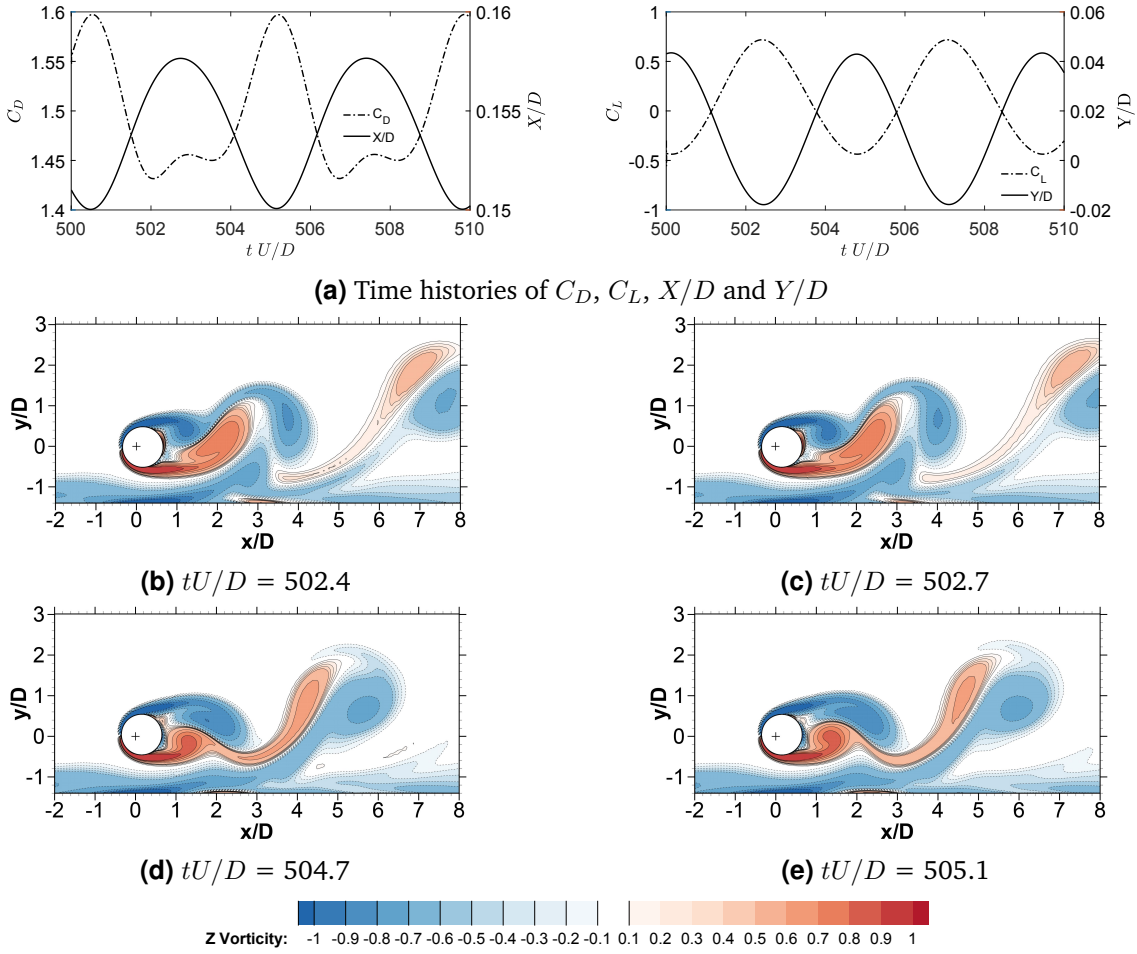 1.6
1.55
1.5
1.45
1.4
C_D
0.16
0.155
0.15
X/D
C_D
X/D
500 502 504 506 508 510
t U/D
1
0.5
0
-0.5
-1
C_L
0.06
0.04
0.02
0
-0.02
Y/D
C_L
Y/D
500 502 504 506 508 510
t U/D
(a) Time histories of C_D, C_L, X/D and Y/D
3
2
1
0
-1
y/D
-2 -1 0 1 2 3 4 5 6 7 8
x/D
(b) tU/D = 502.4
3
2
1
0
-1
y/D
-2 -1 0 1 2 3 4 5 6 7 8
x/D
(c) tU/D = 502.7
3
2
1
0
-1
y/D
-2 -1 0 1 2 3 4 5 6 7 8
x/D
(d) tU/D = 504.7
3
2
1
0
-1
y/D
-2 -1 0 1 2 3 4 5 6 7 8
x/D
(e) tU/D = 505.1
Z Vorticity: -1 -0.9 -0.8 -0.7 -0.6 -0.5 -0.4 -0.3 -0.2 -0.1 0.1 0.2 0.3 0.4 0.5 0.6 0.7 0.8 0.9 1